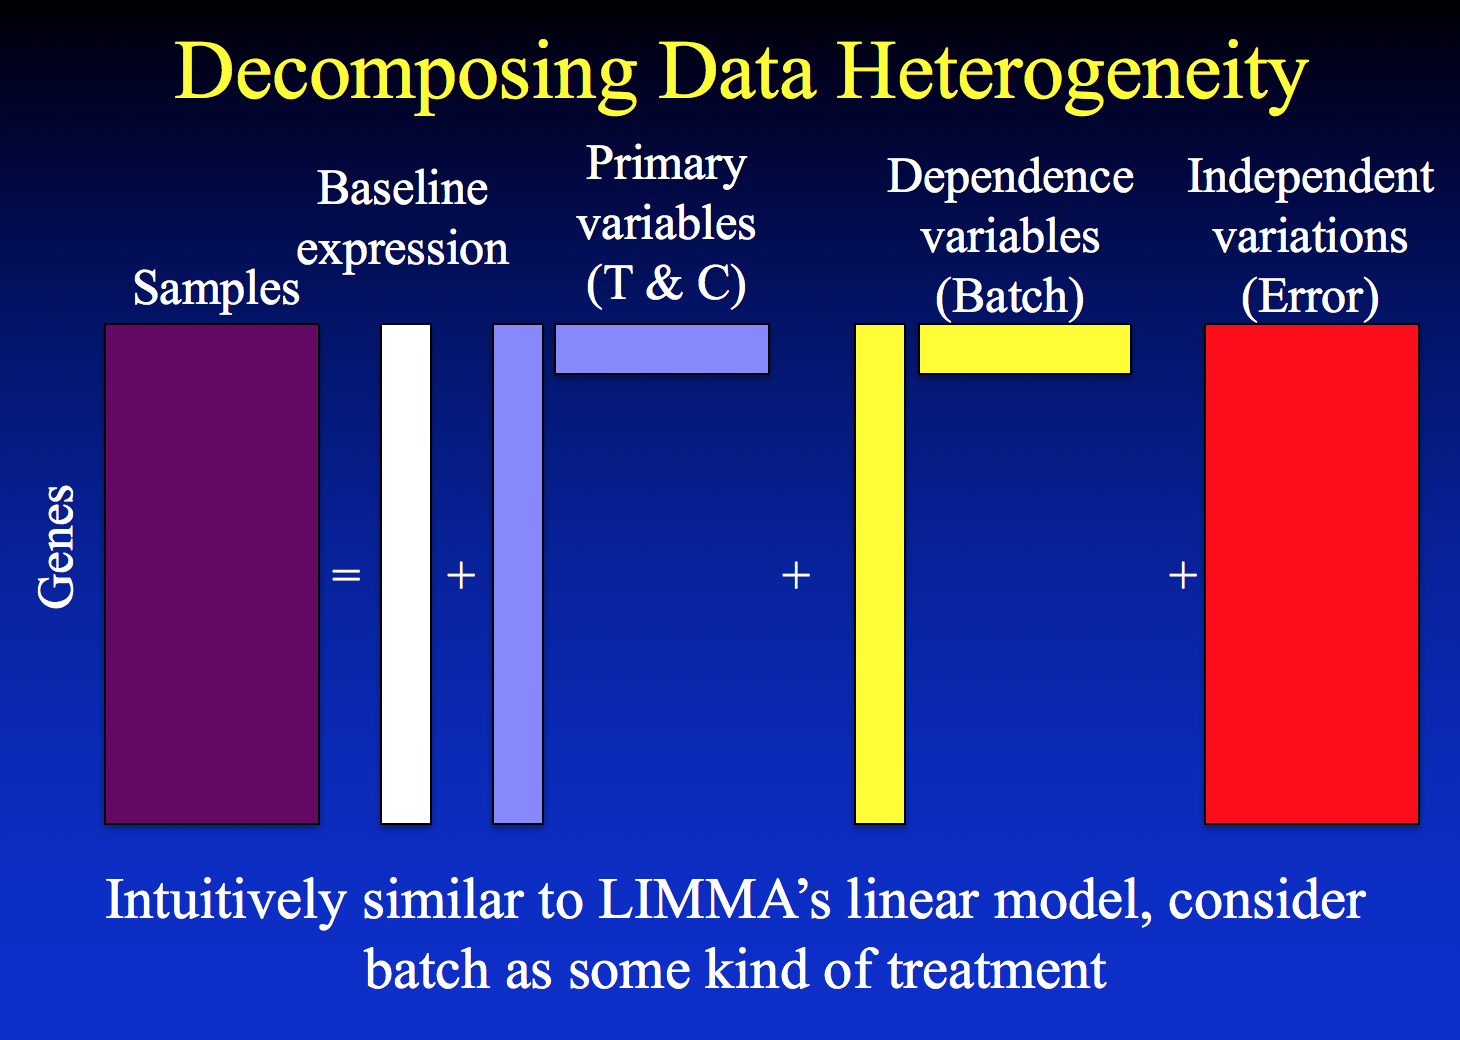 Decomposing Data Heterogeneity
Samples
Baseline
expression
Primary
variables
(T & C)
Dependence
variables
(Batch)
Independent
variations
(Error)
Genes
=
+
+
+
Intuitively similar to LIMMA’s linear model, consider
batch as some kind of treatment